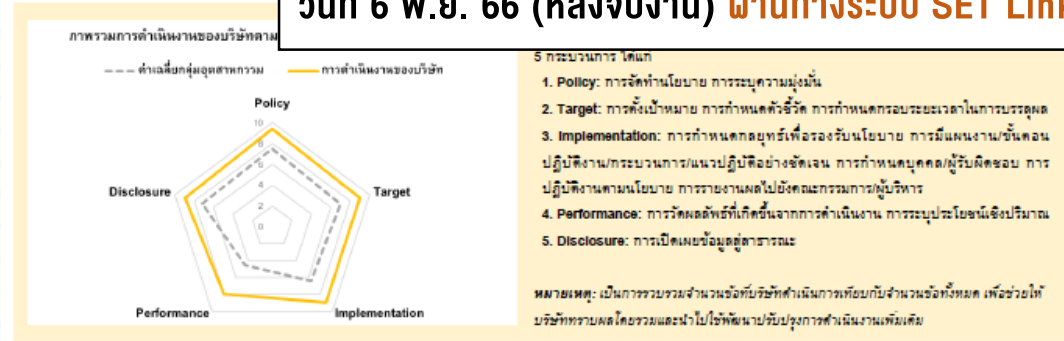 วันที่ 6 พ.ย. 66 (หลังจบงาน) ผ่านทางระบบ SET Link
ภาพรวมการดำเนินงานของบริษัทตาม
ค่าเฉลี่ยกลุ่มอุตสาหกรรม การดำเนินงานของบริษัท
Policy
10
8
6
4
2
0
Disclosure
Target
Performance
Implementation
5 กระบวนการ ได้แก่
1. Policy: การจัดทำนโยบาย การระบุความมุ่งมั่น
2. Target: การตั้งเป้าหมาย การกำหนดตัวชี้วัด การกำหนดกรอบระยะเวลาในการบรรลุผล
3. Implementation: การกำหนดกลยุทธ์เพื่อรองรับนโยบาย การมีแผนงาน/ขั้นตอน
ปฏิบัติงาน/กระบวนการ/แนวปฏิบัติอย่างชัดเจน การกำหนดบุคคล/ผู้รับผิดชอบ การ
ปฏิบัติงานตามนโยบาย การรายงานผลไปยังคณะกรรมการ/ผู้บริหาร
4. Performance: การวัดผลลัพธ์ที่เกิดขึ้นจากการดำเนินงาน การระบุประโยชน์เชิงปริมาณ
5. Disclosure: การเปิดเผยข้อมูลสู่สาธารณะ
หมายเหตุ: เป็นการรวบรวมจำนวนข้อที่บริษัทดำเนินการเทียบกับจำนวนข้อทั้งหมด เพื่อช่วยให้
บริษัททราบผลโดยรวมและนำไปใช้พัฒนาปรับปรุงการดำเนินงานเพิ่มเติม